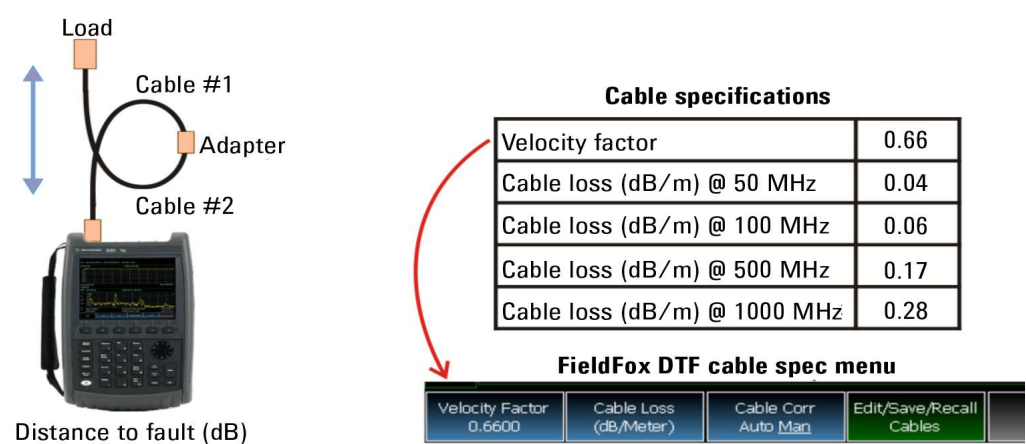 Load
Cable #1
Adapter
Cable #2
Distance to fault (dB)
Cable specifications
Velocity factor 0.66
Cable loss (dB/m) @ 50 MHz 0.04
Cable loss (dB/m) @ 100 MHz 0.06
Cable loss (dB/m) @ 500 MHz 0.17
Cable loss (dB/m) @ 1000 MHz 0.28
FieldFox DTF cable spec menu
Velocity Factor Cable Loss Cable Corr Edit/Save/Recall
0.6600 (dB/Meter) Auto Man Cables